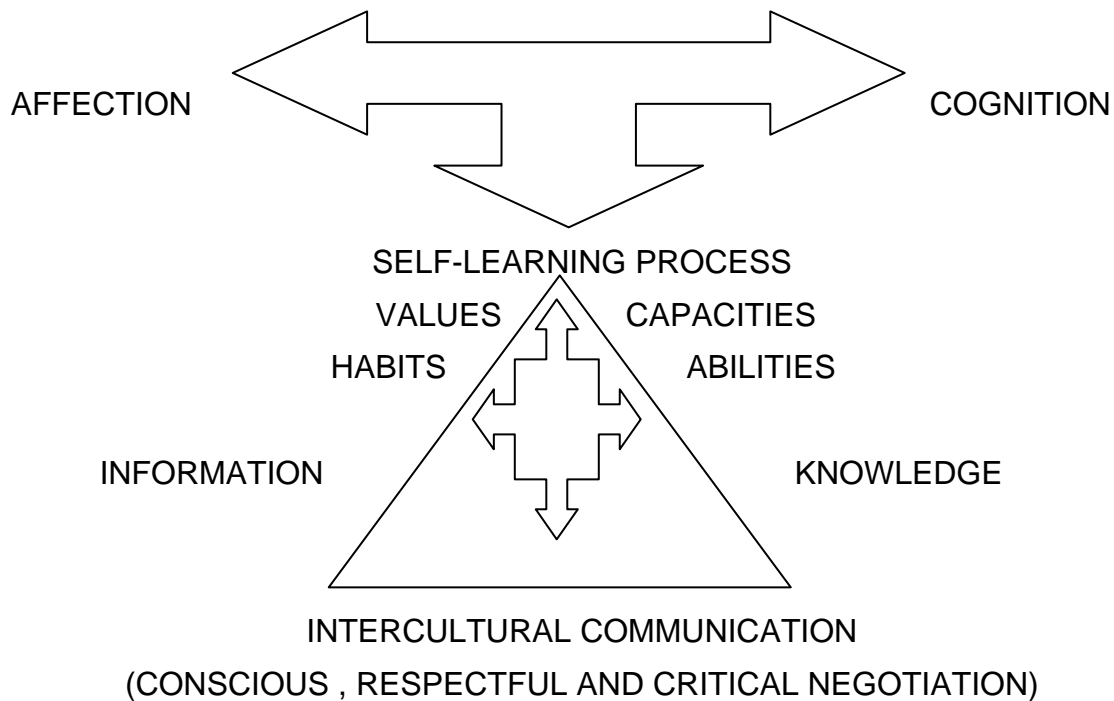 AFFECTION COGNITION
SELF-LEARNING PROCESS
VALUES CAPACITIES
HABITS ABILITIES
INFORMATION KNOWLEDGE
INTERCULTURAL COMMUNICATION
(CONSCIOUS , RESPECTFUL AND CRITICAL NEGOTIATION)